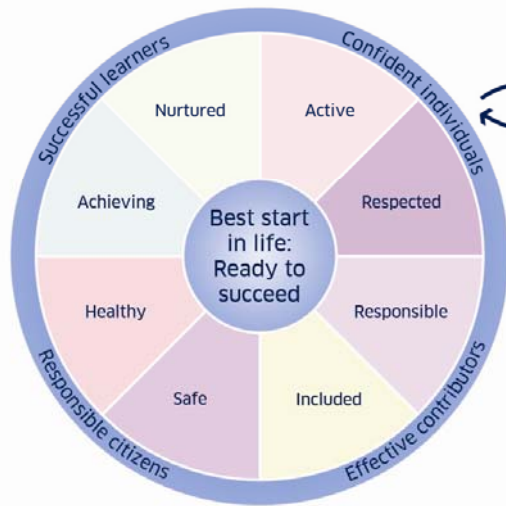 Successful learners
Confident individuals
Nurtured
Active
Achieving
Respected
Best start
in life:
Ready to
succeed
Healthy
Responsible
Safe
Included
Responsible citizens
Effective contributors